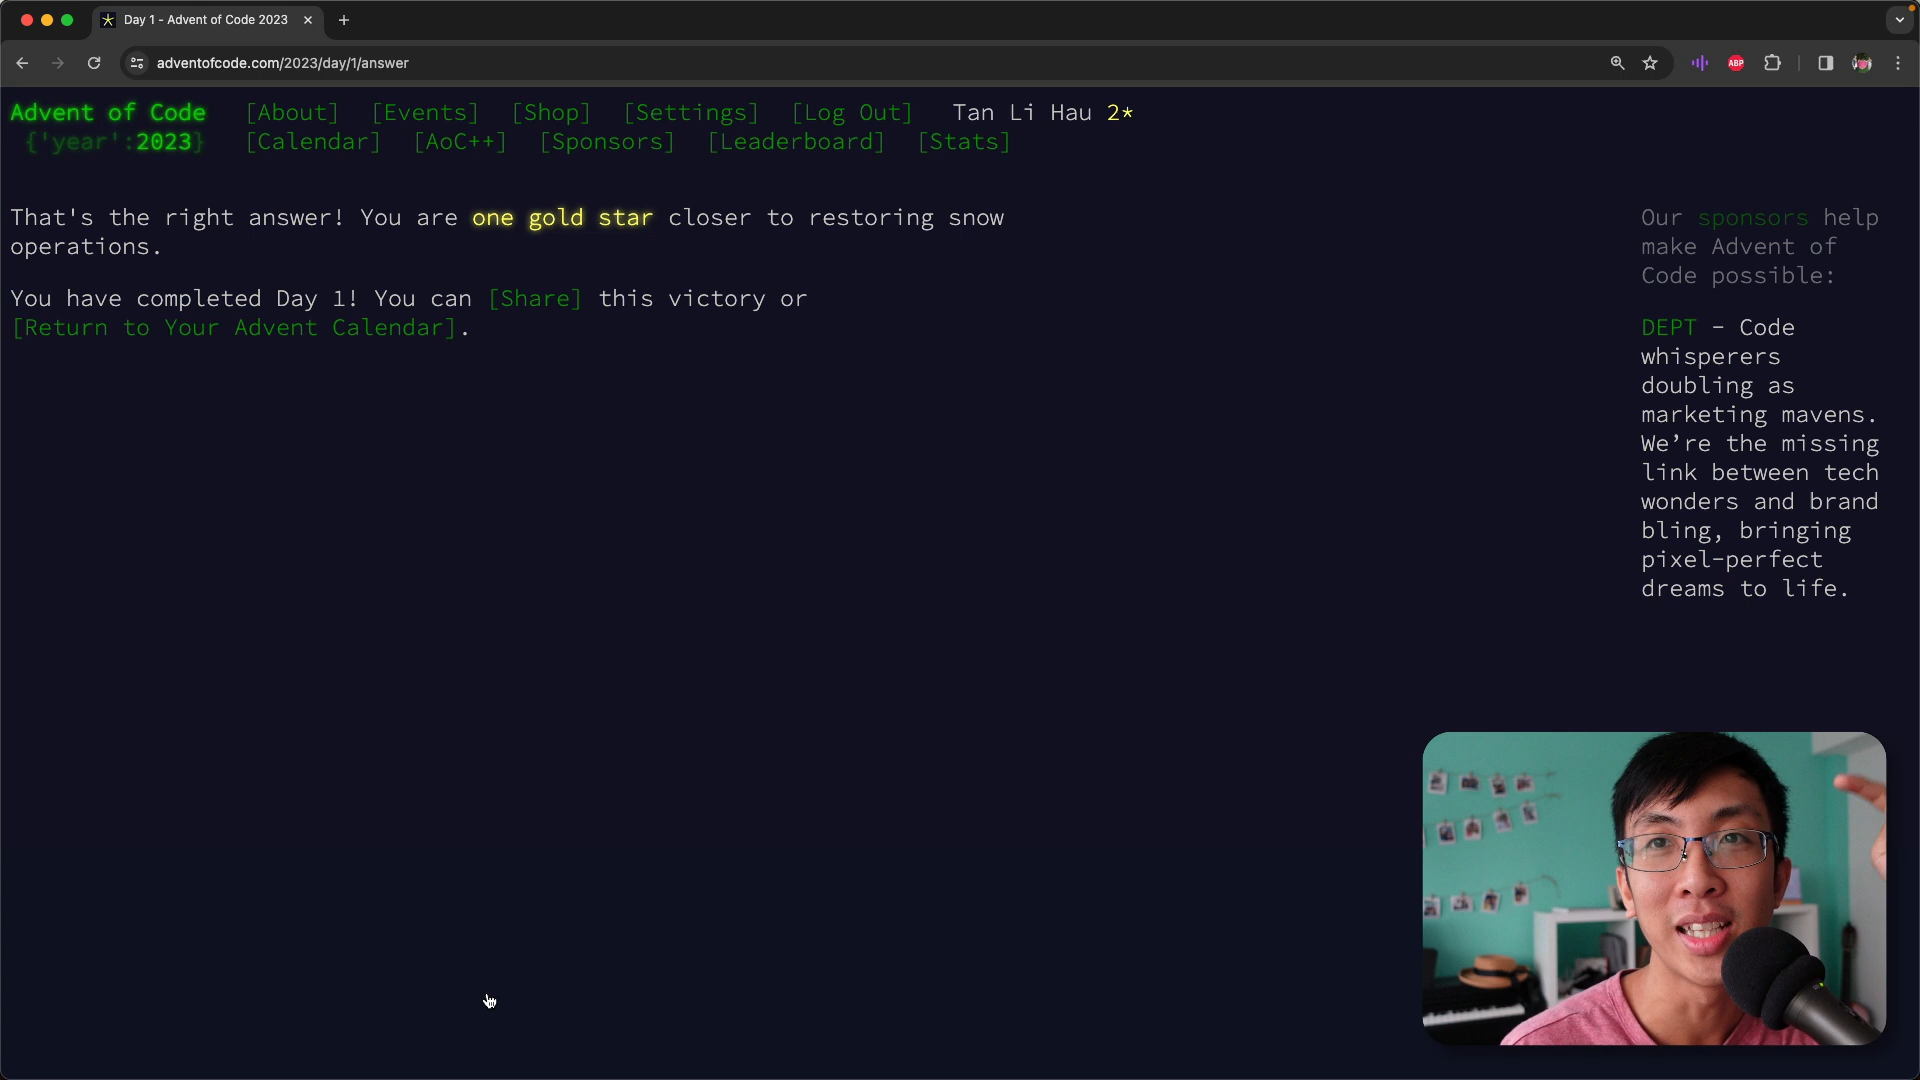 Day 1 - Advent of Code 2023
adventofcode.com/2023/day/1/answer
ABP
Advent of Code [About] [Events] [Shop] [Settings] [Log Out] Tan Li Hau 2*
{'year':2023} [Calendar] [AoC++] [Sponsors] [Leaderboard] [Stats]
That's the right answer! You are one gold star closer to restoring snow
operations.
You have completed Day 1! You can [Share] this victory or
[Return to Your Advent Calendar].
Our sponsors help
make Advent of
Code possible:
DEPT - Code
whisperers
doubling as
marketing mavens.
We’re the missing
link between tech
wonders and brand
bling, bringing
pixel-perfect
dreams to life.